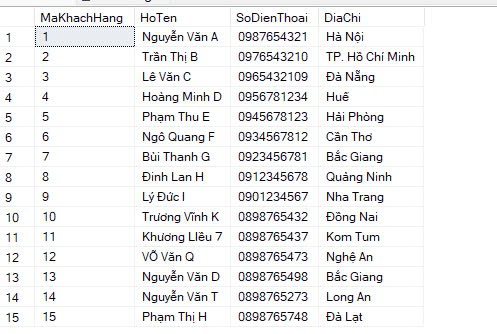 MaKhachHang HoTen SoDienThoai DiaChi
1 1 Nguyễn Văn A 0987654321 Hà Nội
2 2 Trần Thị B 0976543210 TP. Hồ Chí Minh
3 3 Lê Văn C 0965432109 Đà Nẵng
4 4 Hoàng Minh D 0956781234 Huế
5 5 Phạm Thu E 0945678123 Hải Phòng
6 6 Ngô Quang F 0934567812 Cần Thơ
7 7 Bùi Thanh G 0923456781 Bắc Giang
8 8 Đinh Lan H 0912345678 Quảng Ninh
9 9 Lý Đức I 0901234567 Nha Trang
10 10 Trương Vĩnh K 0898765432 Đồng Nai
11 11 Khương LIều 7 0898765437 Kom Tum
12 12 VÕ Văn Q 0898765473 Nghệ An
13 13 Nguyễn Văn D 0898765498 Bắc Giang
14 14 Nguyễn Văn T 0898765273 Long An
15 15 Phạm Thị H 0898765748 Đà Lạt